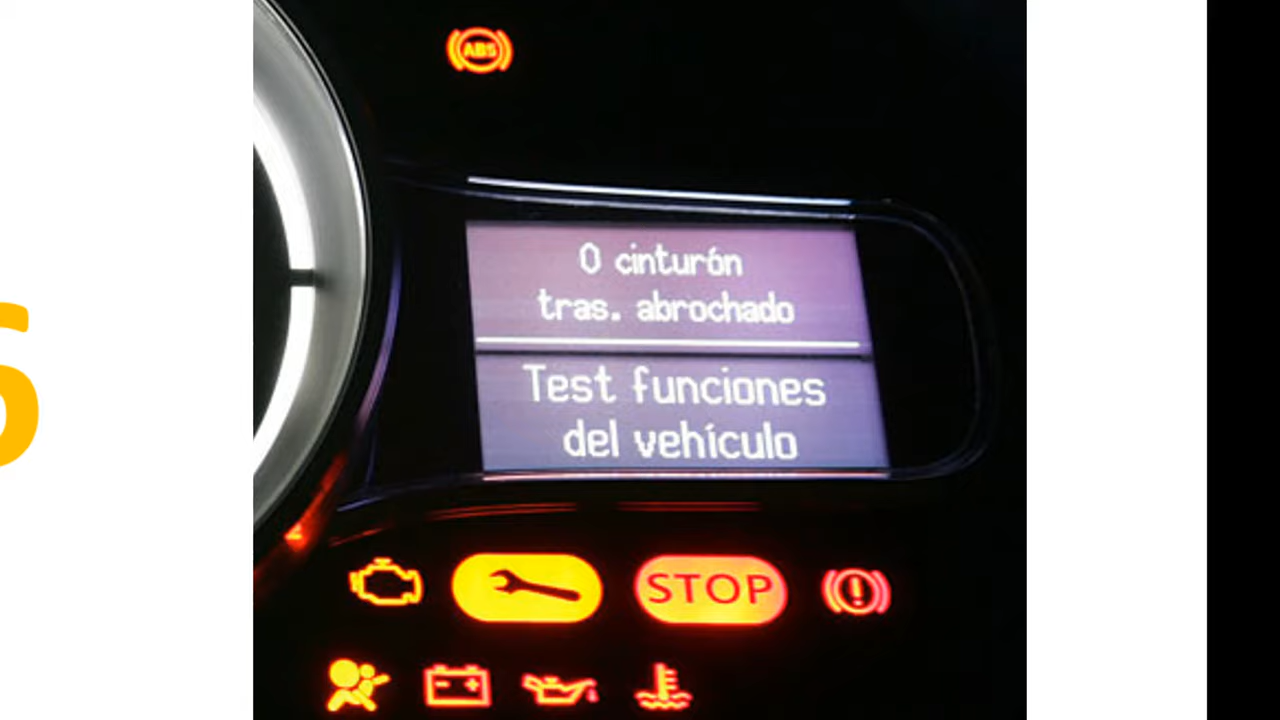 ABS
0 cinturón
tras. abrochado
Test funciones
del vehículo
STOP